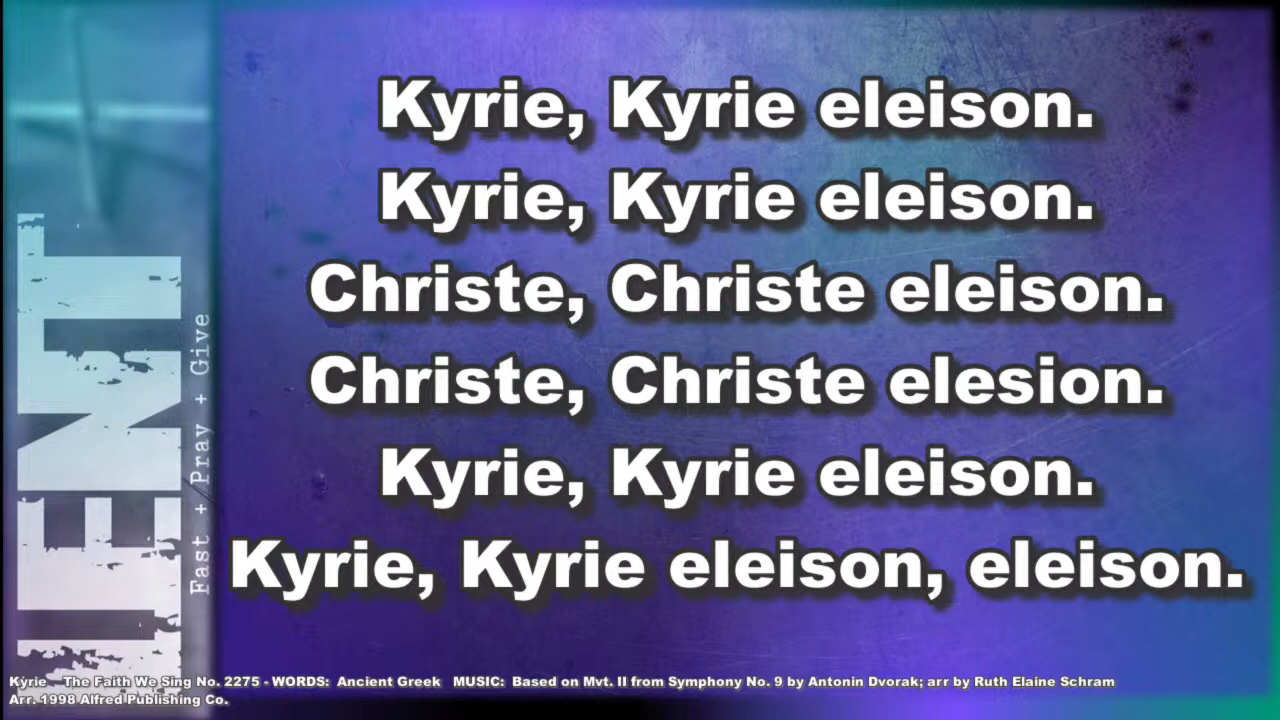 Kyrie, Kyrie eleison.
Kyrie, Kyrie eleison.
Christe, Christe eleison.
Christe, Christe elesion.
Kyrie, Kyrie eleison.
Kyrie, Kyrie eleison, eleison.
LENT
Fast + Pray + Give
Kyrie The Faith We Sing No. 2275 - WORDS: Ancient Greek MUSIC: Based on Mvt. II from Symphony No. 9 by Antonin Dvorak; arr by Ruth Elaine Schram
Arr. 1998 Alfred Publishing Co.